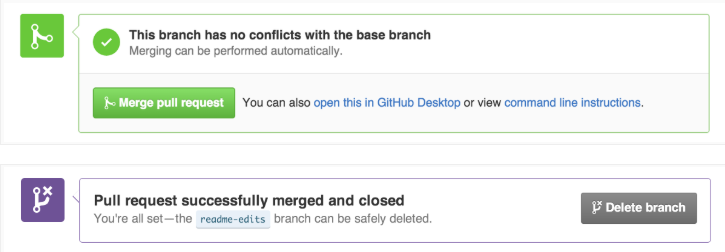 This branch has no conflicts with the base branch
Merging can be performed automatically.
Merge pull request You can also open this in GitHub Desktop or view command line instructions.
Pull request successfully merged and closed
You're all set—the readme-edits branch can be safely deleted.
Delete branch